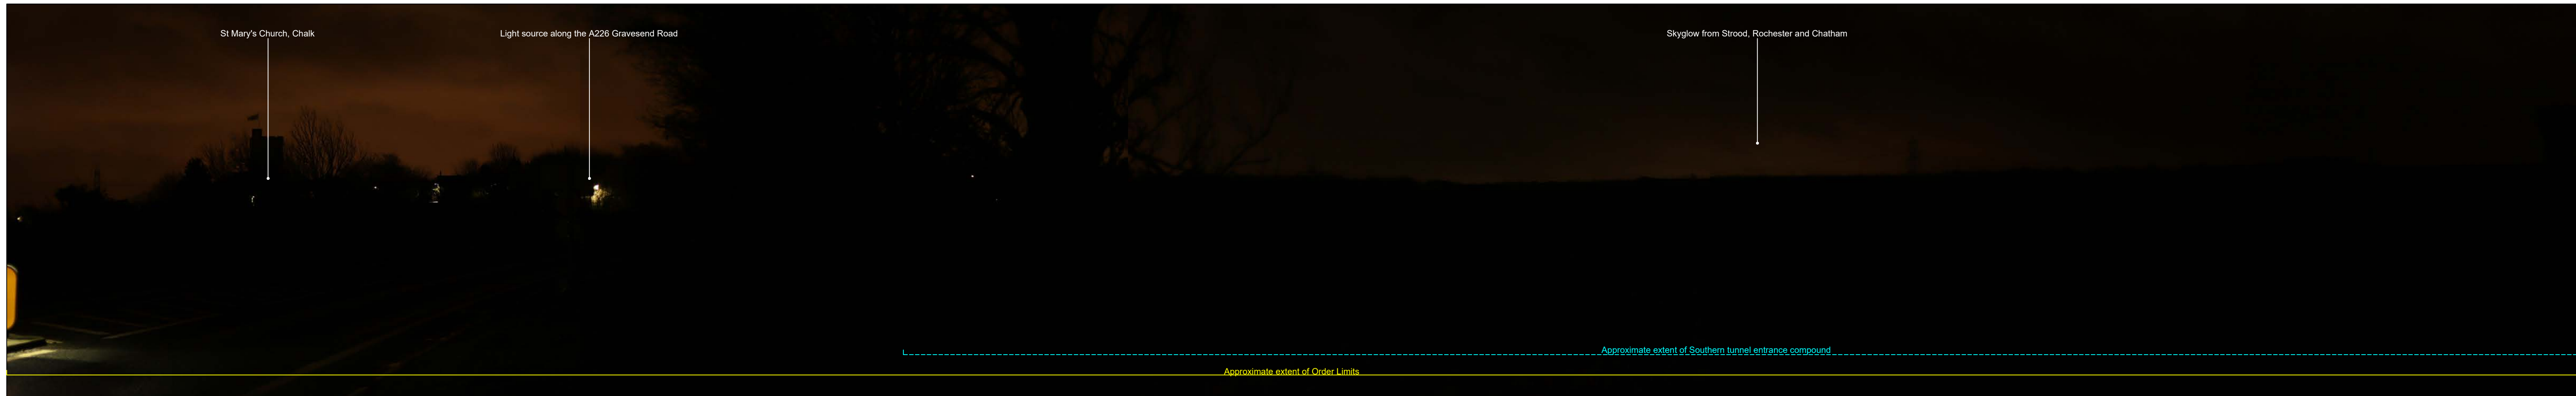 St Mary's Church, Chalk
Light source along the A226 Gravesend Road
Skyglow from Strood, Rochester and Chatham
Approximate extent of Southern tunnel entrance compound
Approximate extent of Order Limits